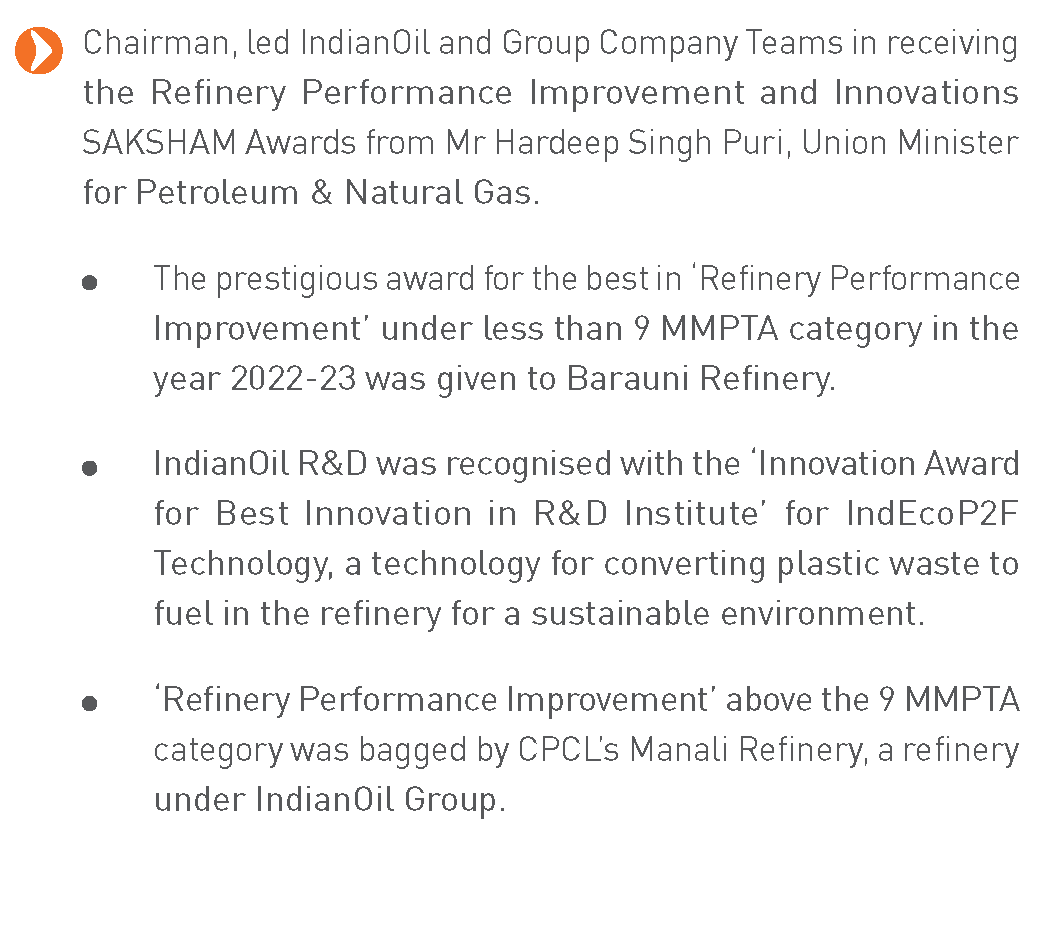 Chairman, led IndianOil and Group Company Teams in receiving
the Refinery Performance Improvement and Innovations
SAKSHAM Awards from Mr Hardeep Singh Puri, Union Minister
for Petroleum & Natural Gas.
● The prestigious award for the best in ‘Refinery Performance
Improvement’ under less than 9 MMPTA category in the
year 2022-23 was given to Barauni Refinery.
● IndianOil R&D was recognised with the ‘Innovation Award
for Best Innovation in R&D Institute’ for IndEcoP2F
Technology, a technology for converting plastic waste to
fuel in the refinery for a sustainable environment.
● ‘Refinery Performance Improvement’ above the 9 MMPTA
category was bagged by CPCL’s Manali Refinery, a refinery
under IndianOil Group.